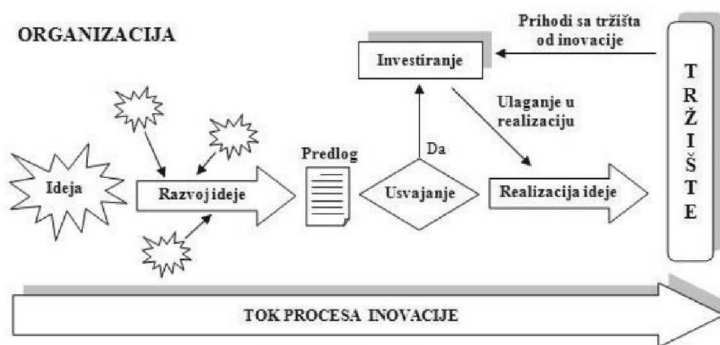 ORGANIZACIJA
Prihodi sa tržišta
od inovacije
Investiranje
Ulaganje u
realizaciju
Da
Predlog
Ideja
Razvoj ideje
Usvajanje
Realizacija ideje
TRŽIŠTE
TOK PROCESA INOVACIJE